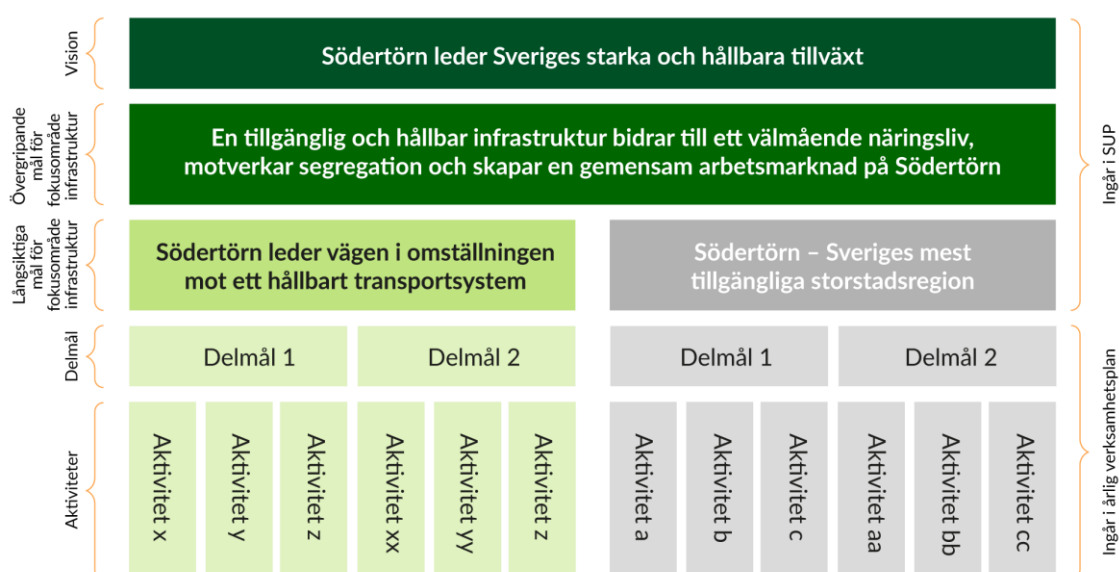 Vision
Södertörn leder Sveriges starka och hållbara tillväxt
Övergripande
mål för
fokusområde
infrastruktur
En tillgänglig och hållbar infrastruktur bidrar till ett välmående näringsliv,
motverkar segregation och skapar en gemensam arbetsmarknad på Södertörn
Ingår i SUP
Långsiktiga
mål för
fokusområde
infrastruktur
Södertörn leder vägen i omställningen
mot ett hållbart transportsystem
Södertörn – Sveriges mest
tillgängliga storstadsregion
Delmål
Delmål 1
Delmål 2
Delmål 1
Delmål 2
Aktiviteter
Aktivitet x
Aktivitet y
Aktivitet z
Aktivitet xx
Aktivitet yy
Aktivitet z
Aktivitet a
Aktivitet b
Aktivitet c
Aktivitet aa
Aktivitet bb
Aktivitet cc
Ingår i årlig verksamhetsplan